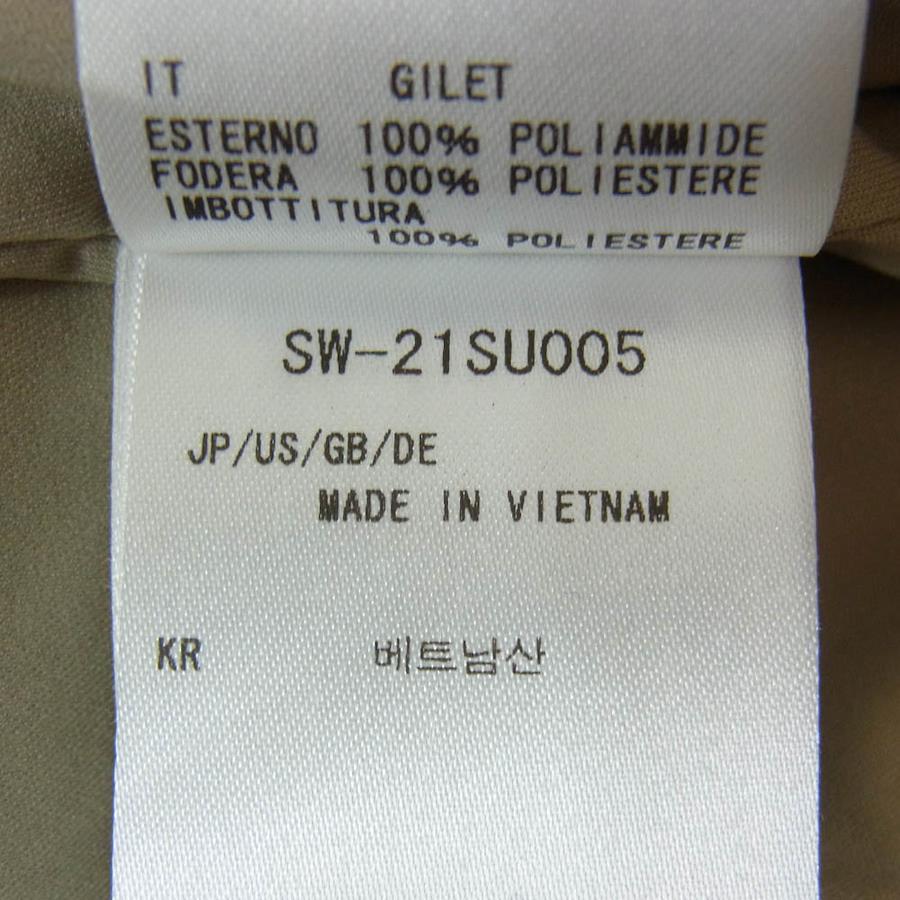 IT GILET
ESTERNO 100% POLIAMMIDE
FODERA 100% POLIESTERE
IMBOTTITURA
100% POLIESTERE
SW-21SU005
JP/US/GB/DE
MADE IN VIETNAM
KR 베트남산